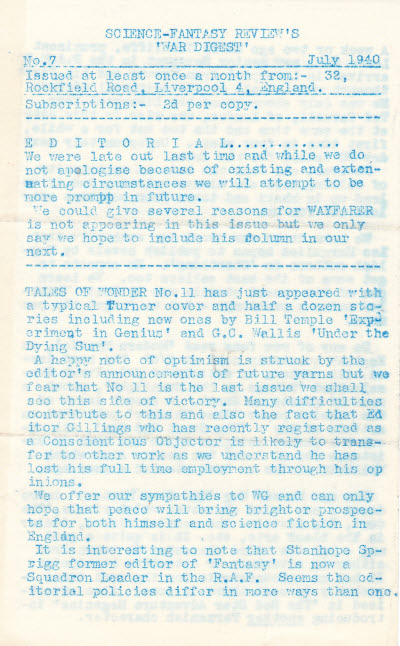 SCIENCE-FANTASY REVIEW'S
'WAR DIGEST'
No.7 July 1940
Issued at least once a month from:- 32,
Rockfield Road, Liverpool 4, England.
Subscriptions:- 2d per copy.
E D I T O R I A L..............
We were late out last time and while we do
not apologise because of existing and exten-
uating circumstances we will attempt to be
more prompp in future.
We could give several reasons for WAYFARER
is not appearing in this issue but we only
say we hope to include his column in our
next.
TALES OF WONDER No.11 has just appeared with
a typical Turner cover and half a dozen sto-
ries including new ones by Bill Temple 'Exp-
eriment in Genius' and G.C. Wallis 'Under the
Dying Sun'.
A happy note of optimism is struck by the
editor's announcements of future yarns but we
fear that No 11 is the last issue we shall
see this side of victory. Many difficulties
contribute to this and also the fact that Ed
itor Gillings who has recently registered as
a Conscientious Objector is likely to trans-
fer to other work as we understand he has
lost his full time employment through his op
inions.
We offer our sympathies to WG and can only
hope that peace will bring brighter prospec-
ts for both himself and science fiction in
England.
It is interesting to note that Stanhope Sp-
rigg former editor of 'Fantasy' is now a
Squadron Leader in the R.A.F. Seems the ed-
itorial policies differ in more ways than one.